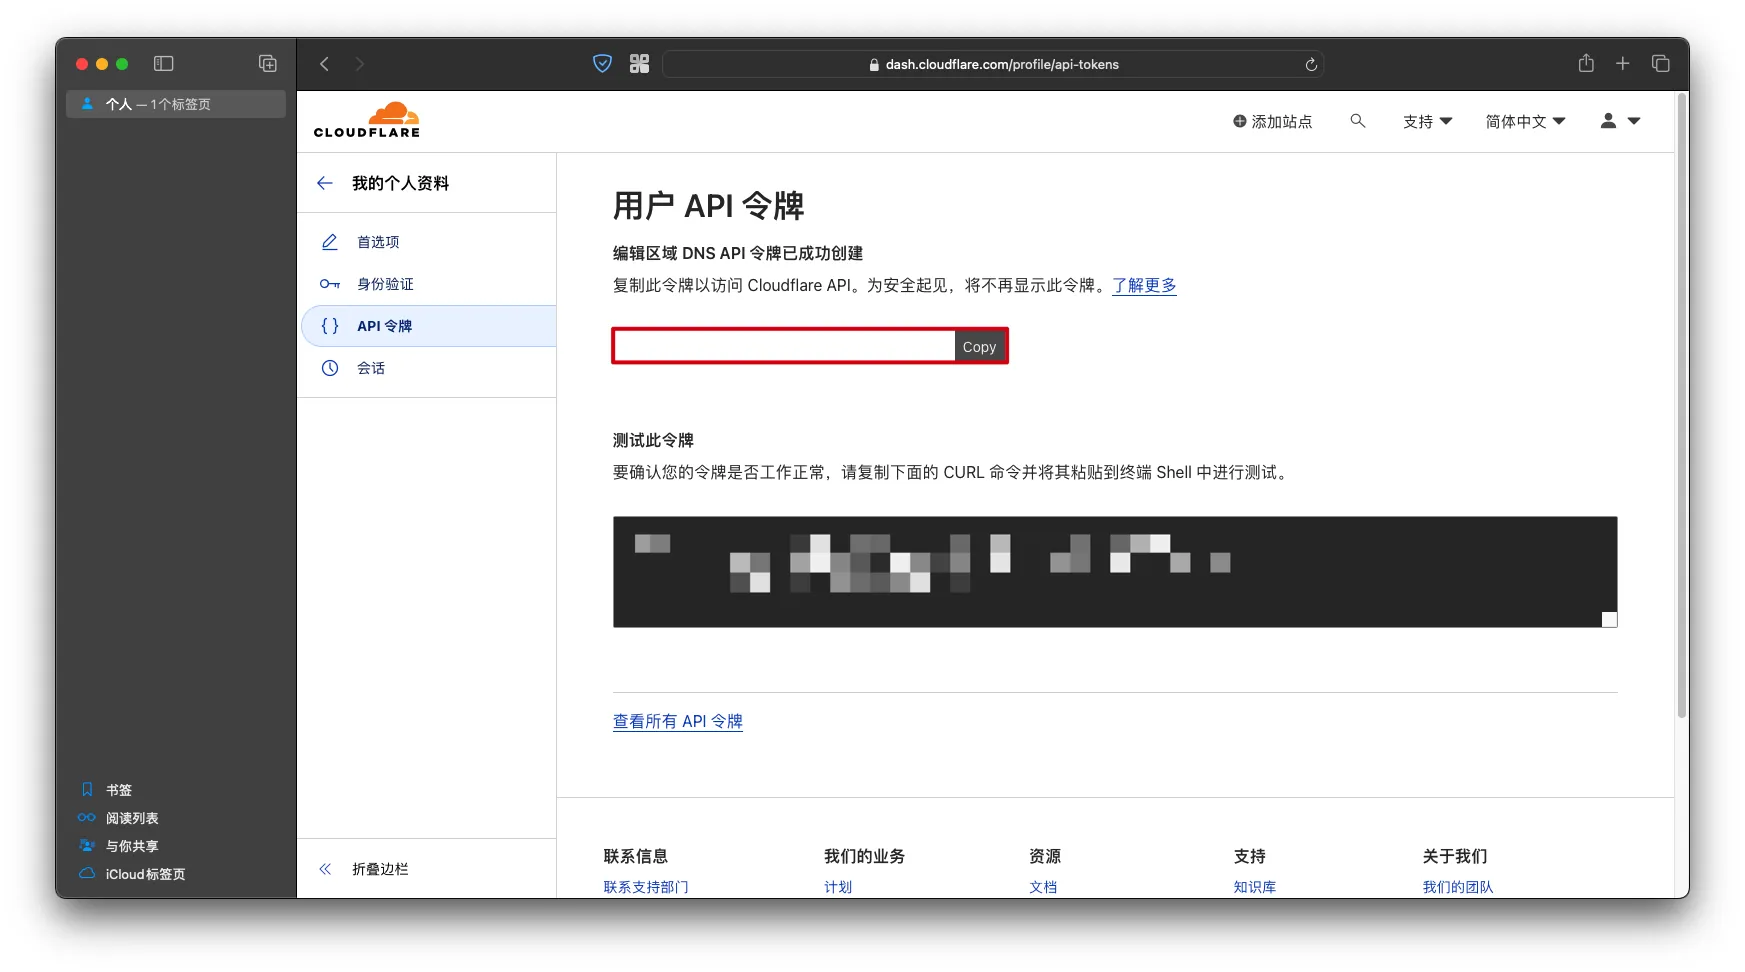 dash.cloudflare.com/profile/api-tokens
个人 — 1个标签页
CLOUDFLARE
添加站点
支持
简体中文
我的个人资料
首选项
身份验证
API 令牌
会话
用户 API 令牌
编辑区域 DNS API 令牌已成功创建
复制此令牌以访问 Cloudflare API。为安全起见，将不再显示此令牌。了解更多
Copy
测试此令牌
要确认您的令牌是否工作正常，请复制下面的 CURL 命令并将其粘贴到终端 Shell 中进行测试。
查看所有 API 令牌
书签
阅读列表
与你共享
iCloud标签页
折叠边栏
联系信息
我们的业务
资源
支持
关于我们
联系支持部门
计划
文档
知识库
我们的团队